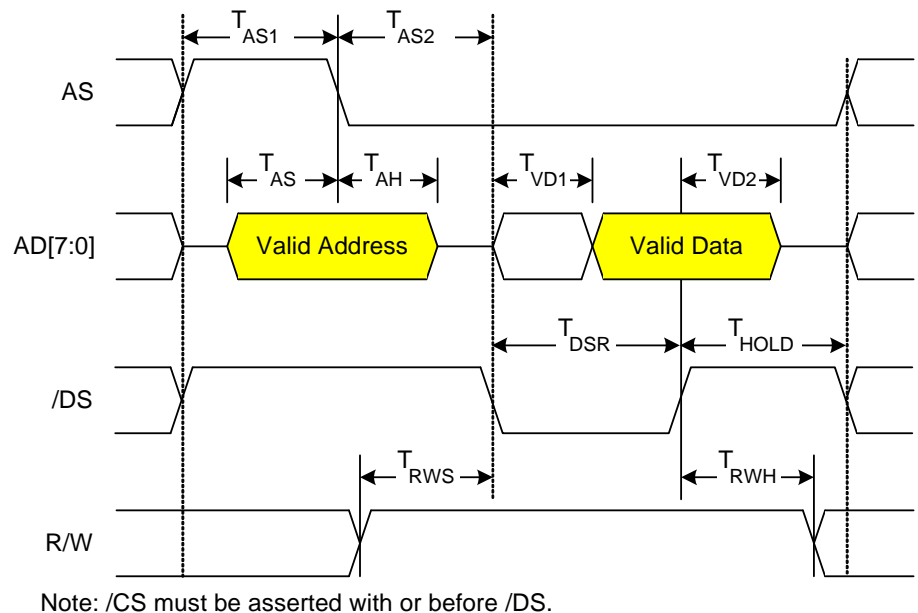 TAS1 TAS2
AS
TAS TAH TVD1 TVD2
AD[7:0] Valid Address Valid Data
TDSR THOLD
/DS
TRWS TRWH
R/W
Note: /CS must be asserted with or before /DS.